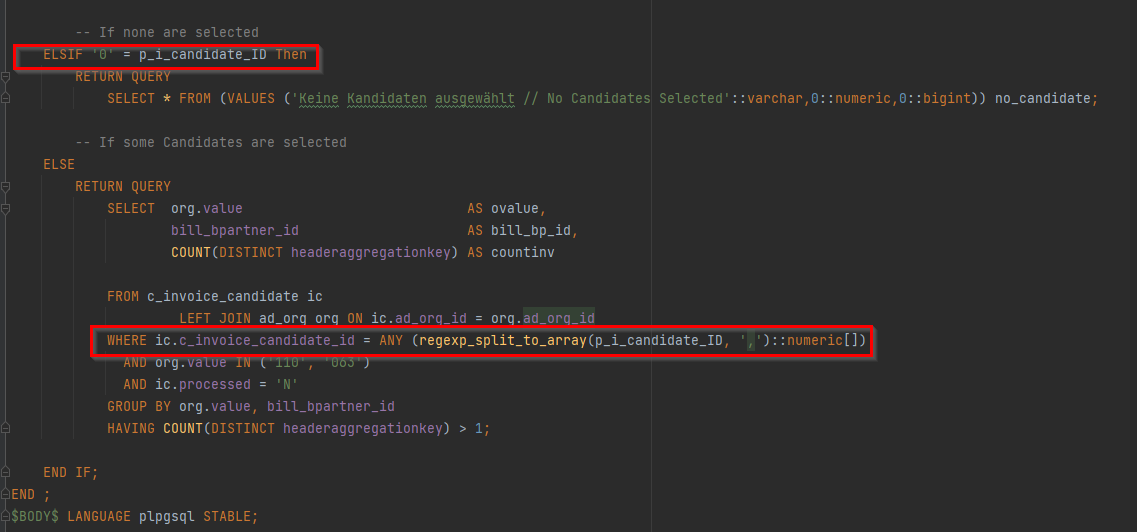 -- If none are selected
ELSIF '0' = p_i_candidate_ID Then
RETURN QUERY
SELECT * FROM (VALUES ('Keine Kandidaten ausgewählt // No Candidates Selected'::varchar,0::numeric,0::bigint)) no_candidate;
-- If some Candidates are selected
ELSE
RETURN QUERY
SELECT org.value AS ovalue,
bill_bpartner_id AS bill_bp_id,
COUNT(DISTINCT headeraggregationkey) AS countinv
FROM c_invoice_candidate ic
LEFT JOIN ad_org org ON ic.ad_org_id = org.ad_org_id
WHERE ic.c_invoice_candidate_id = ANY (regexp_split_to_array(p_i_candidate_ID, ',')::numeric[])
AND org.value IN ('110', '063')
AND ic.processed = 'N'
GROUP BY org.value, bill_bpartner_id
HAVING COUNT(DISTINCT headeraggregationkey) > 1;
END IF;
END ;
$BODY$ LANGUAGE plpgsql STABLE;